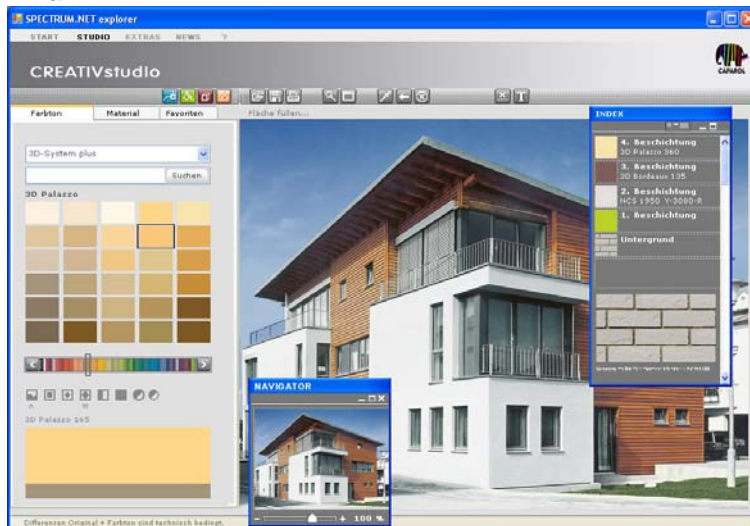 SPECTRUM.NET explorer
START STUDIO EXTRAS NEWS ?
CREATIVstudio
CAPAROL
Farbton Material Favoriten Fläche füllen...
3D-System plus
Suchen
3D Palazzo
A W
3D Palazzo 165
Differenzen Original + Farbton sind technisch bedingt.
INDEX
4. Beschichtung
3D Palazzo 360
3. Beschichtung
3D Bordeaux 135
2. Beschichtung
NCS 1950 Y-3000-R
1. Beschichtung
Untergrund
NAVIGATOR
- + 100 %